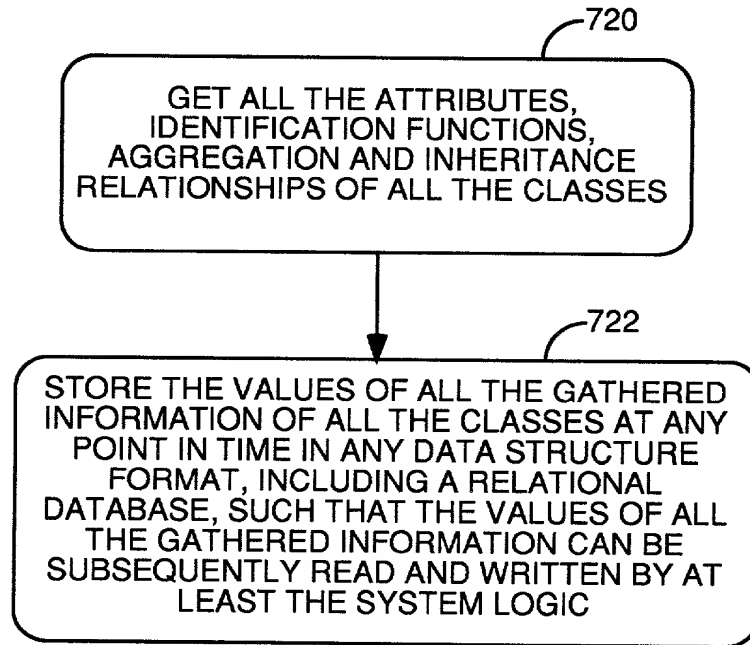 720
GET ALL THE ATTRIBUTES,
IDENTIFICATION FUNCTIONS,
AGGREGATION AND INHERITANCE
RELATIONSHIPS OF ALL THE CLASSES
722
STORE THE VALUES OF ALL THE GATHERED
INFORMATION OF ALL THE CLASSES AT ANY
POINT IN TIME IN ANY DATA STRUCTURE
FORMAT, INCLUDING A RELATIONAL
DATABASE, SUCH THAT THE VALUES OF ALL
THE GATHERED INFORMATION CAN BE
SUBSEQUENTLY READ AND WRITTEN BY AT
LEAST THE SYSTEM LOGIC